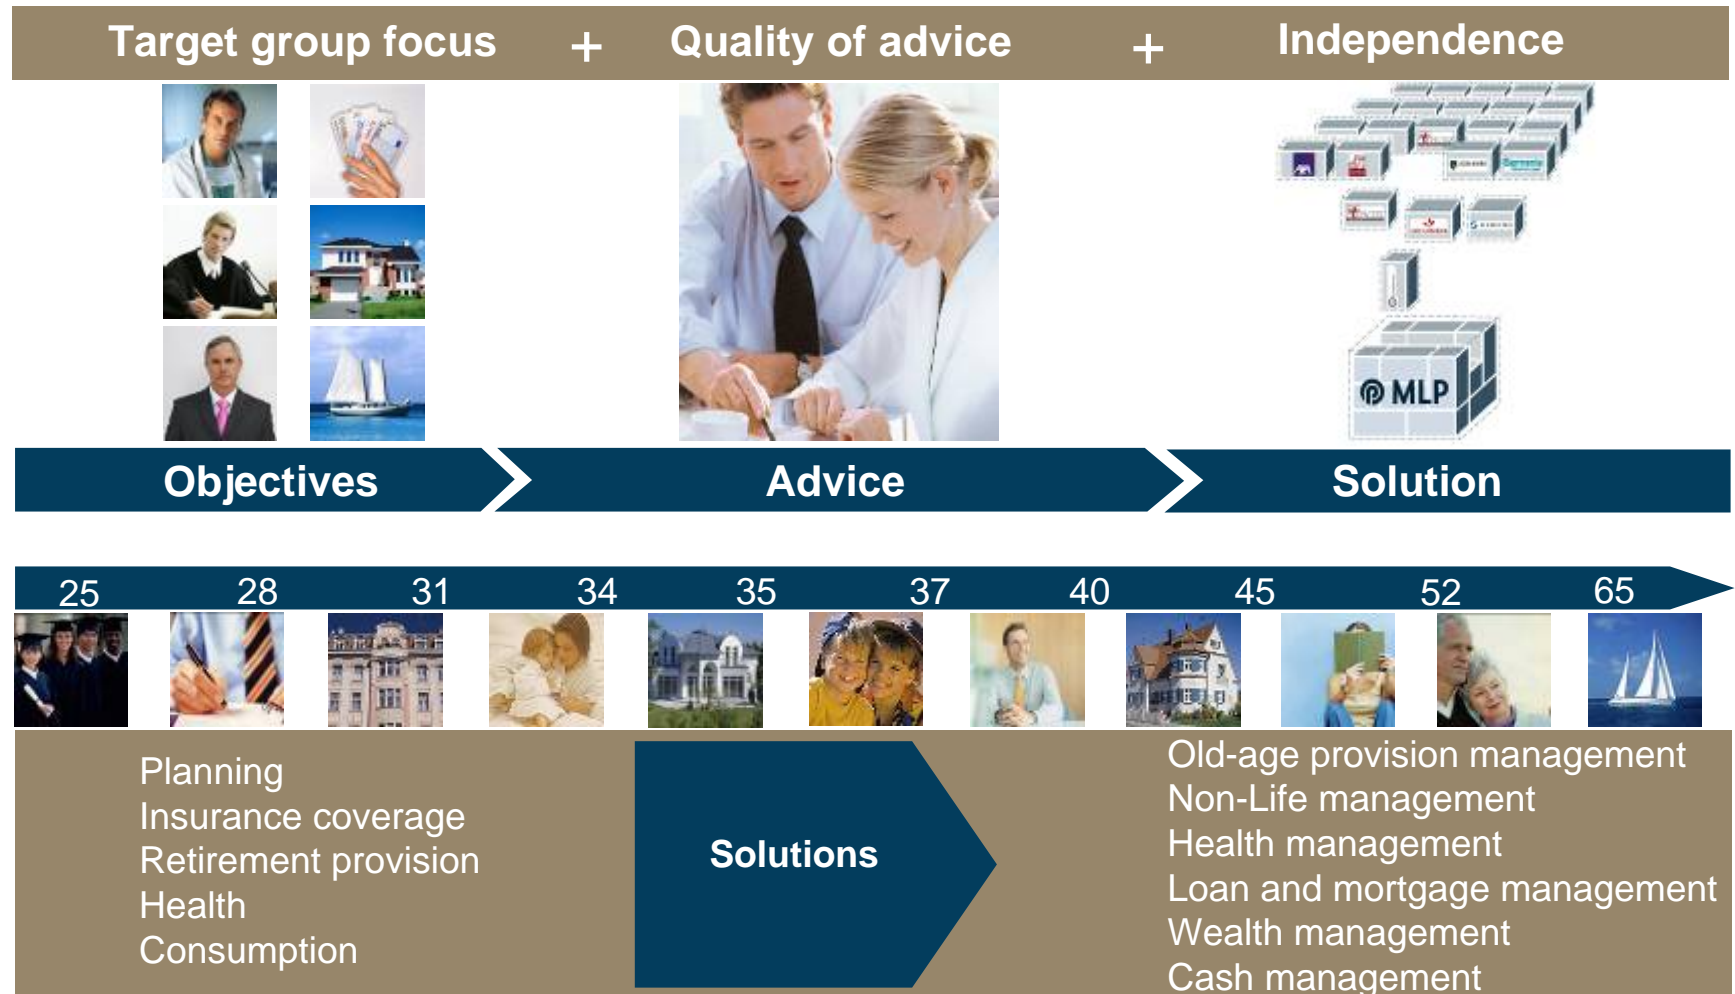 Target group focus + Quality of advice + Independence
MLP
Objectives Advice Solution
25 28 31 34 35 37 40 45 52 65
Planning
Insurance coverage
Retirement provision
Health
Consumption
Solutions
Old-age provision management
Non-Life management
Health management
Loan and mortgage management
Wealth management
Cash management